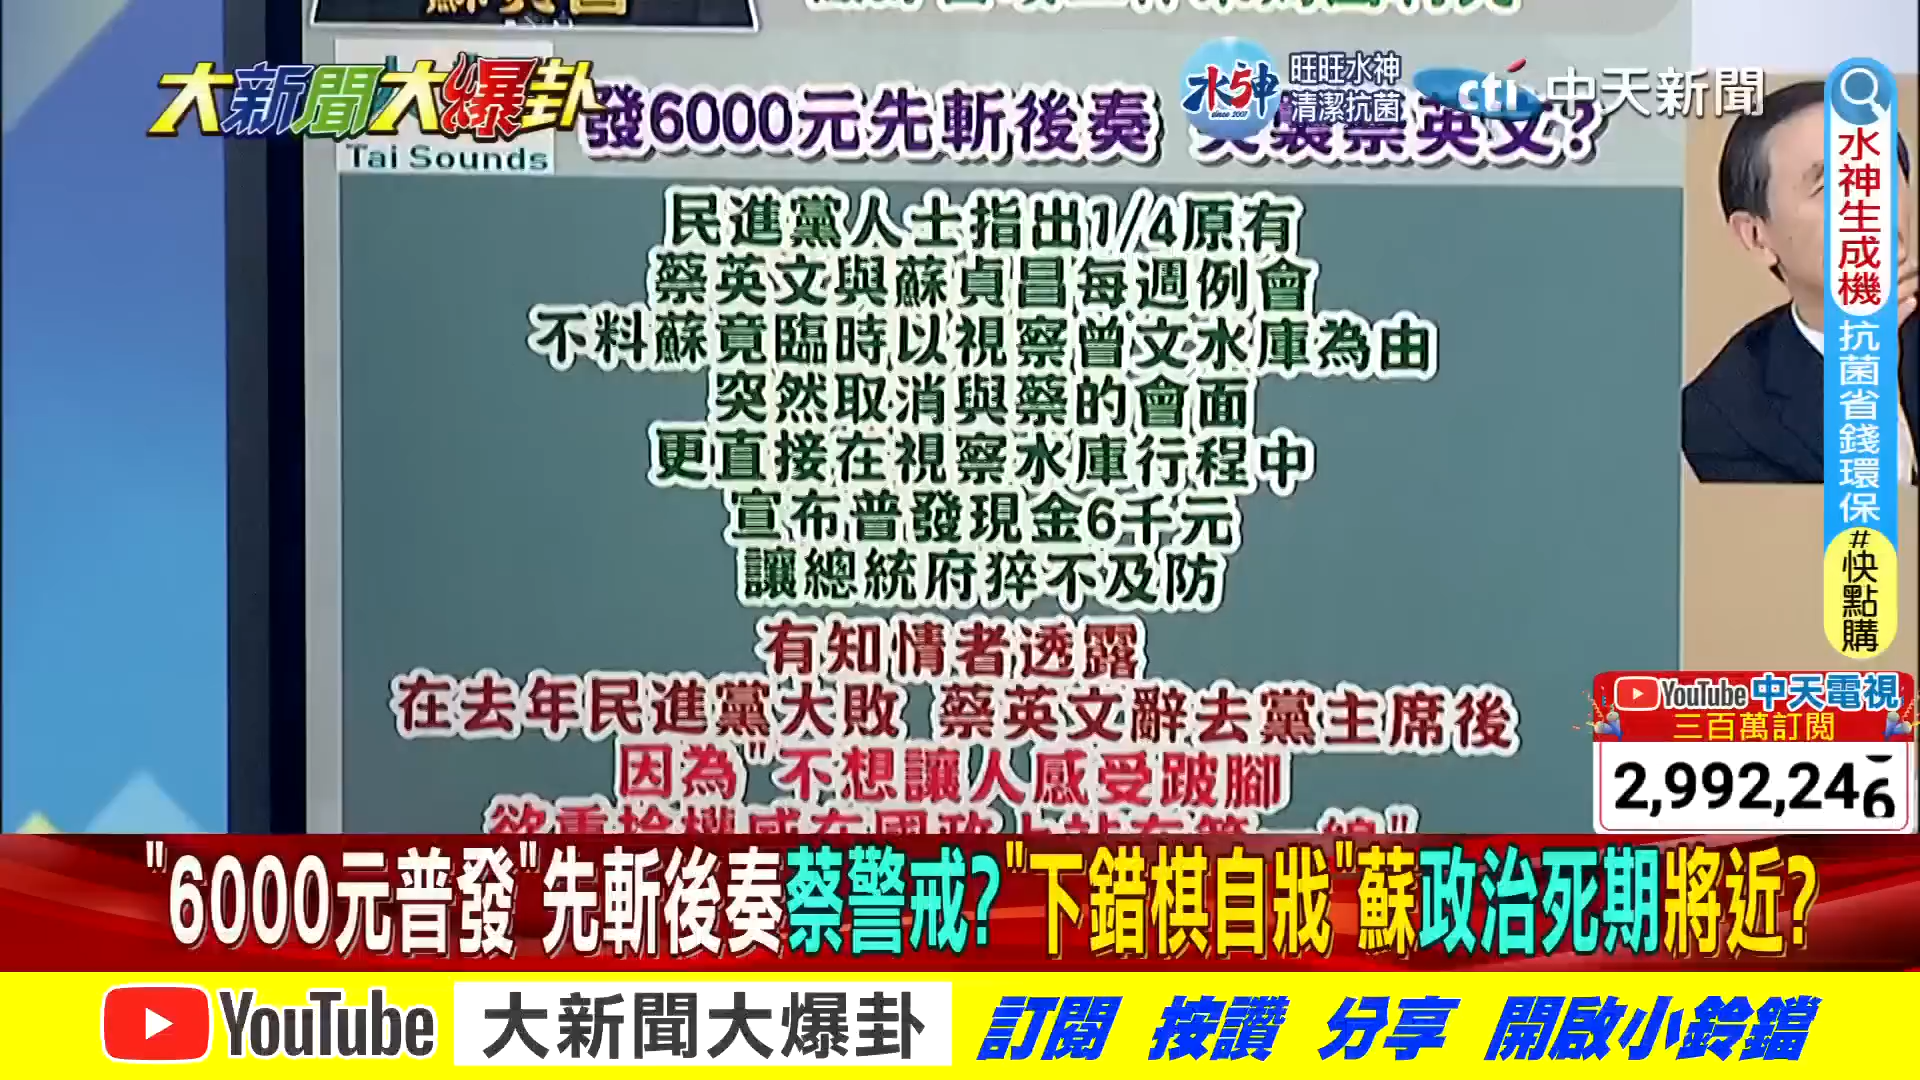 大新聞大爆卦
水神
since 2007
旺旺水神
清潔抗菌
cti 中天新聞
Tai Sounds
發6000元先斬後奏 突襲蔡英文?
民進黨人士指出1/4原有
蔡英文與蘇貞昌每週例會
不料蘇竟臨時以視察曾文水庫為由
突然取消與蔡的會面
更直接在視察水庫行程中
宣布普發現金6千元
讓總統府猝不及防
有知情者透露
在去年民進黨大敗 蔡英文辭去黨主席後
因為"不想讓人感受跛腳
水神生成機
抗菌省錢環保
#快點購
YouTube 中天電視
三百萬訂閱
2,992,246
"6000元普發"先斬後奏蔡警戒?"下錯棋自戕"蘇政治死期將近?
YouTube 大新聞大爆卦 訂閱 按讚 分享 開啟小鈴鐺